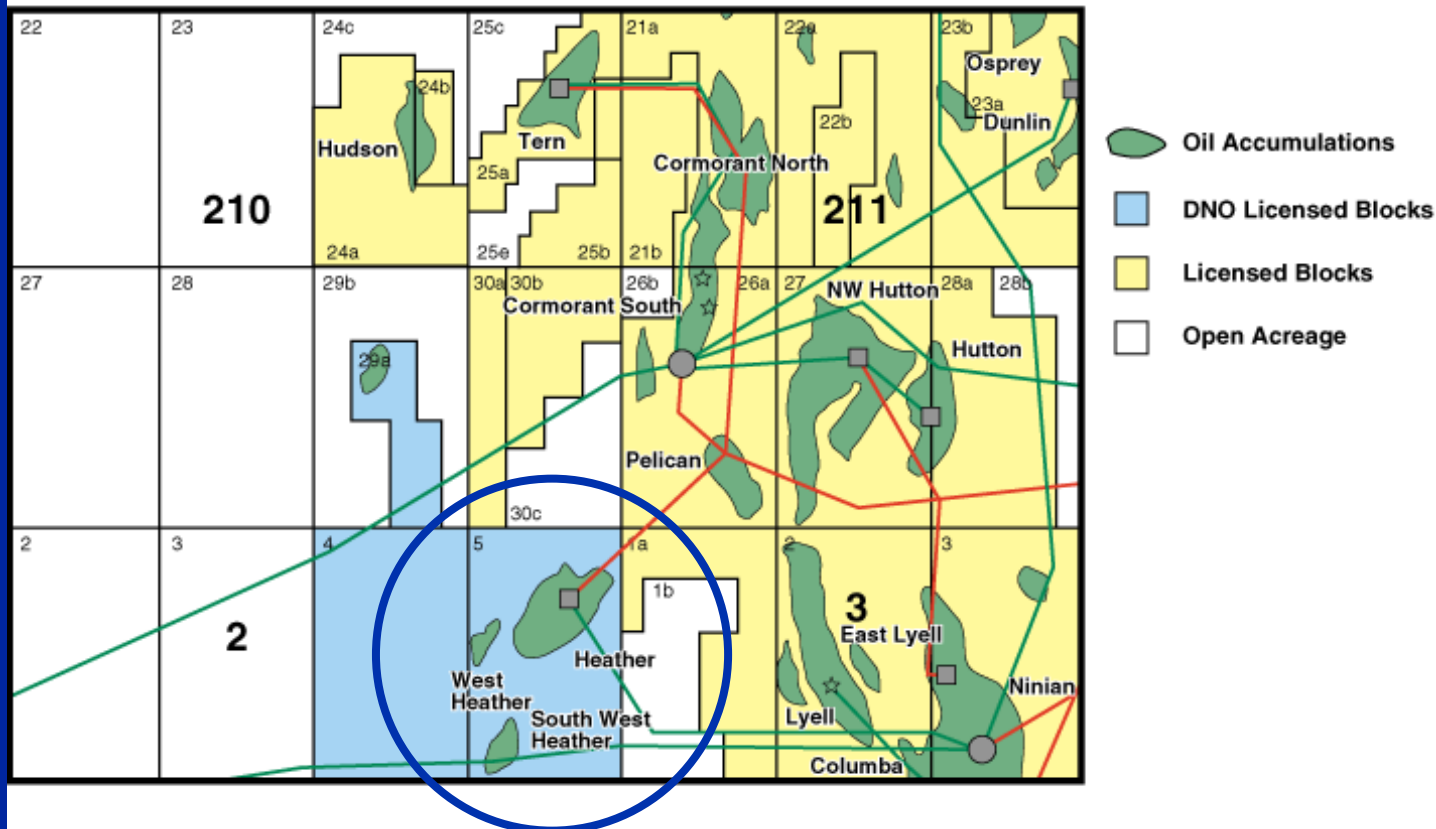 22
23
24c
25c
21a
22a
23b
Osprey
24b
23a
Dunlin
22b
Hudson
Tern
Cormorant North
25a
210
211
24a
25e
25b
21b
27
28
29b
30a
30b
26b
26a
27
28a
28b
NW Hutton
Cormorant South
Hutton
29a
Pelican
30c
2
3
4
5
1a
2
3
1b
2
3
East Lyell
Heather
West
Heather
Ninian
South West
Heather
Lyell
Columba
Oil Accumulations
DNO Licensed Blocks
Licensed Blocks
Open Acreage